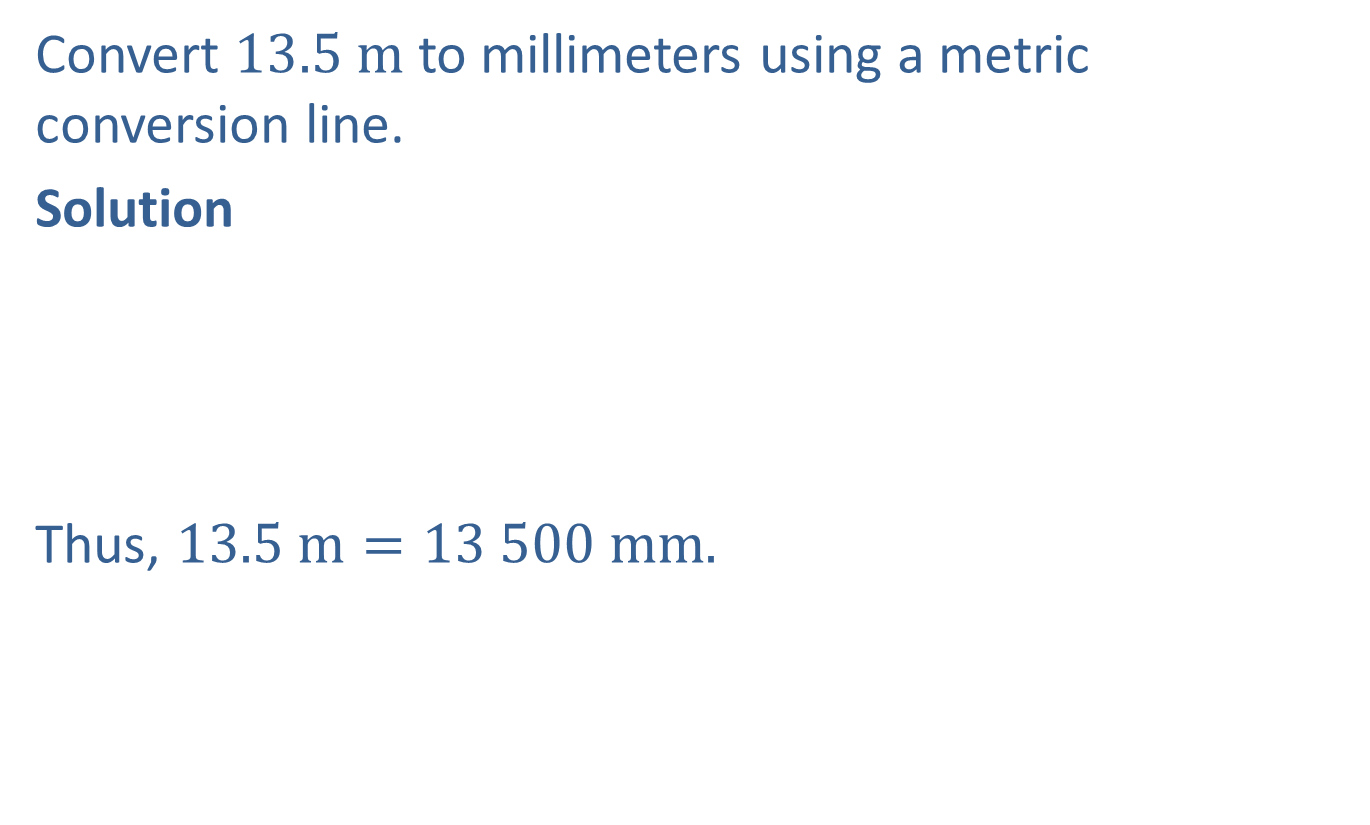 Convert 13.5 m to millimeters using a metric
conversion line.
Solution
Thus, 13.5 m = 13 500 mm.